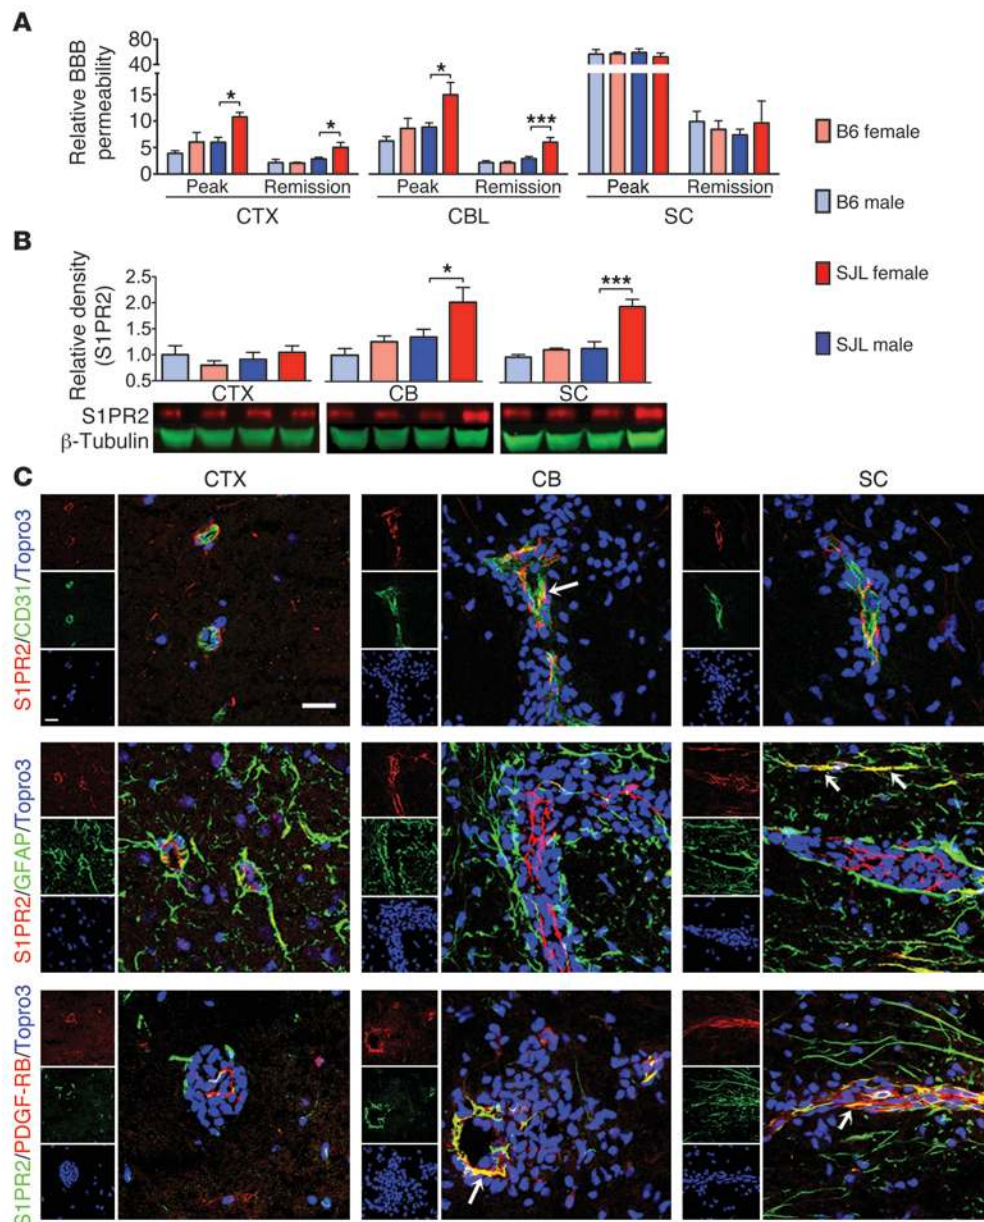 A
Relative BBB
permeability
80
40
15
10
5
0
*
*
*
***
Peak
Remission
Peak
Remission
Peak
Remission
CTX
CBL
SC
B6 female
B6 male
SJL female
SJL male
B
Relative density
(S1PR2)
2.5
2.0
1.5
1.0
0.5
*
***
CTX
CB
SC
S1PR2
β-Tubulin
C
CTX
CB
SC
S1PR2/CD31/Topro3
S1PR2/GFAP/Topro3
S1PR2/PDGF-RB/Topro3